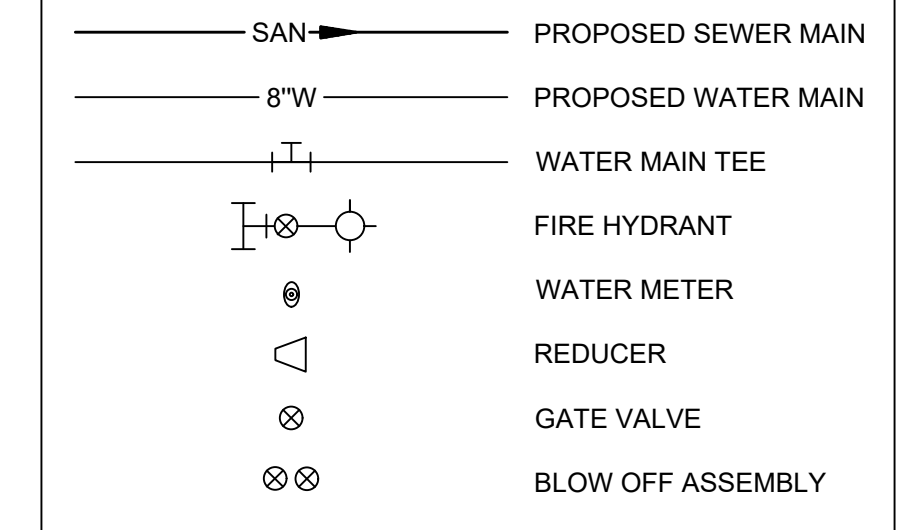 SAN PROPOSED SEWER MAIN
8"W PROPOSED WATER MAIN
WATER MAIN TEE
FIRE HYDRANT
WATER METER
REDUCER
GATE VALVE
BLOW OFF ASSEMBLY